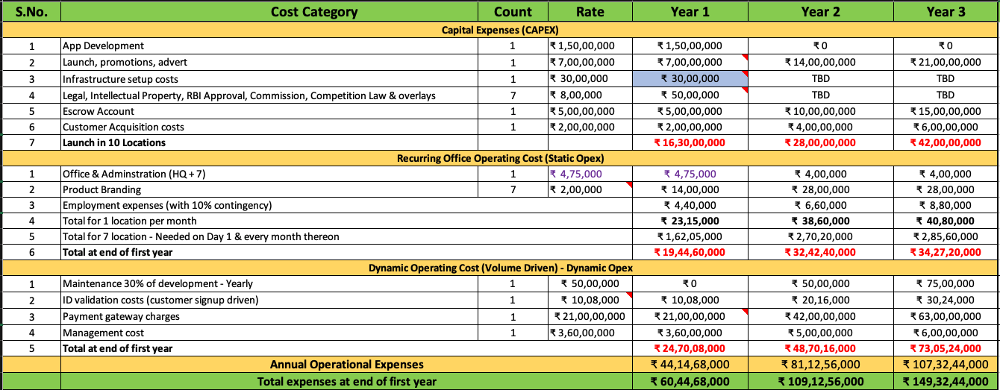 S.No. Cost Category Count Rate Year 1 Year 2 Year 3
Capital Expenses (CAPEX)
1 App Development 1 ₹ 1,50,00,000 ₹ 1,50,00,000 ₹ 0 ₹ 0
2 Launch, promotions, advert 1 ₹ 7,00,00,000 ₹ 7,00,00,000 ₹ 14,00,00,000 ₹ 21,00,00,000
3 Infrastructure setup costs 1 ₹ 30,00,000 ₹ 30,00,000 TBD TBD
4 Legal, Intellectual Property, RBI Approval, Commission, Competition Law & overlays 7 ₹ 8,00,000 ₹ 50,00,000 TBD TBD
5 Escrow Account 1 ₹ 5,00,00,000 ₹ 5,00,00,000 ₹ 10,00,00,000 ₹ 15,00,00,000
6 Customer Acquisition costs 1 ₹ 2,00,00,000 ₹ 2,00,00,000 ₹ 4,00,00,000 ₹ 6,00,00,000
7 Launch in 10 Locations ₹ 16,30,00,000 ₹ 28,00,00,000 ₹ 42,00,00,000
Recurring Office Operating Cost (Static Opex)
1 Office & Adminstration (HQ + 7) 1 ₹ 4,75,000 ₹ 4,75,000 ₹ 4,00,000 ₹ 4,00,000
2 Product Branding 7 ₹ 2,00,000 ₹ 14,00,000 ₹ 28,00,000 ₹ 28,00,000
3 Employment expenses (with 10% contingency) ₹ 4,40,000 ₹ 6,60,000 ₹ 8,80,000
4 Total for 1 location per month ₹ 23,15,000 ₹ 38,60,000 ₹ 40,80,000
5 Total for 7 location - Needed on Day 1 & every month thereon ₹ 1,62,05,000 ₹ 2,70,20,000 ₹ 2,85,60,000
6 Total at end of first year ₹ 19,44,60,000 ₹ 32,42,40,000 ₹ 34,27,20,000
Dynamic Operating Cost (Volume Driven) - Dynamic Opex
1 Maintenance 30% of development - Yearly 1 ₹ 50,00,000 ₹ 0 ₹ 50,00,000 ₹ 75,00,000
2 ID validation costs (customer signup driven) 1 ₹ 10,08,000 ₹ 10,08,000 ₹ 20,16,000 ₹ 30,24,000
3 Payment gateway charges 1 ₹ 21,00,00,000 ₹ 21,00,00,000 ₹ 42,00,00,000 ₹ 63,00,00,000
4 Management cost 1 ₹ 3,60,00,000 ₹ 3,60,00,000 ₹ 5,00,00,000 ₹ 6,00,00,000
5 Total at end of first year ₹ 24,70,08,000 ₹ 48,70,16,000 ₹ 73,05,24,000
Annual Operational Expenses ₹ 44,14,68,000 ₹ 81,12,56,000 ₹ 107,32,44,000
Total expenses at end of first year ₹ 60,44,68,000 ₹ 109,12,56,000 ₹ 149,32,44,000